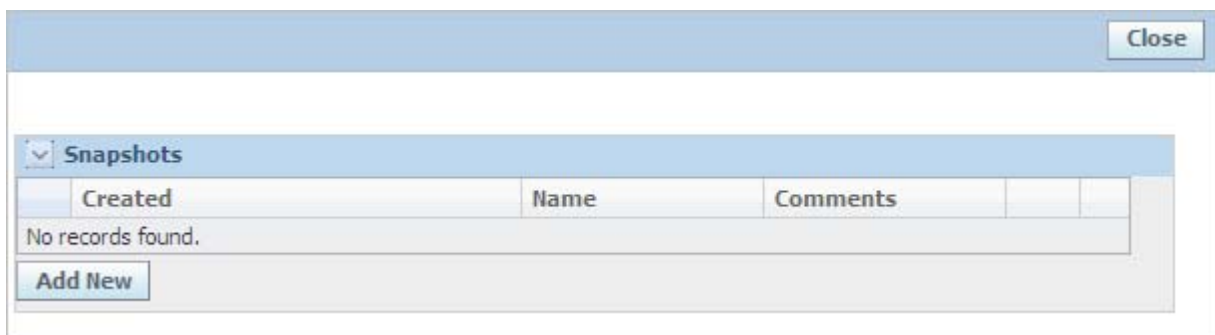 Close
Snapshots
Created Name Comments
No records found.
Add New